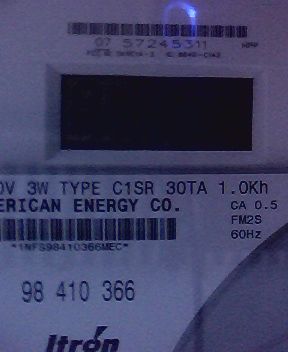 07 57245311
0V 3W TYPE C1SR 30TA 1.0Kh
ERICAN ENERGY CO.
CA 0.5
FM2S
60Hz
*1NFS98410366MEC*
98 410 366
Itron